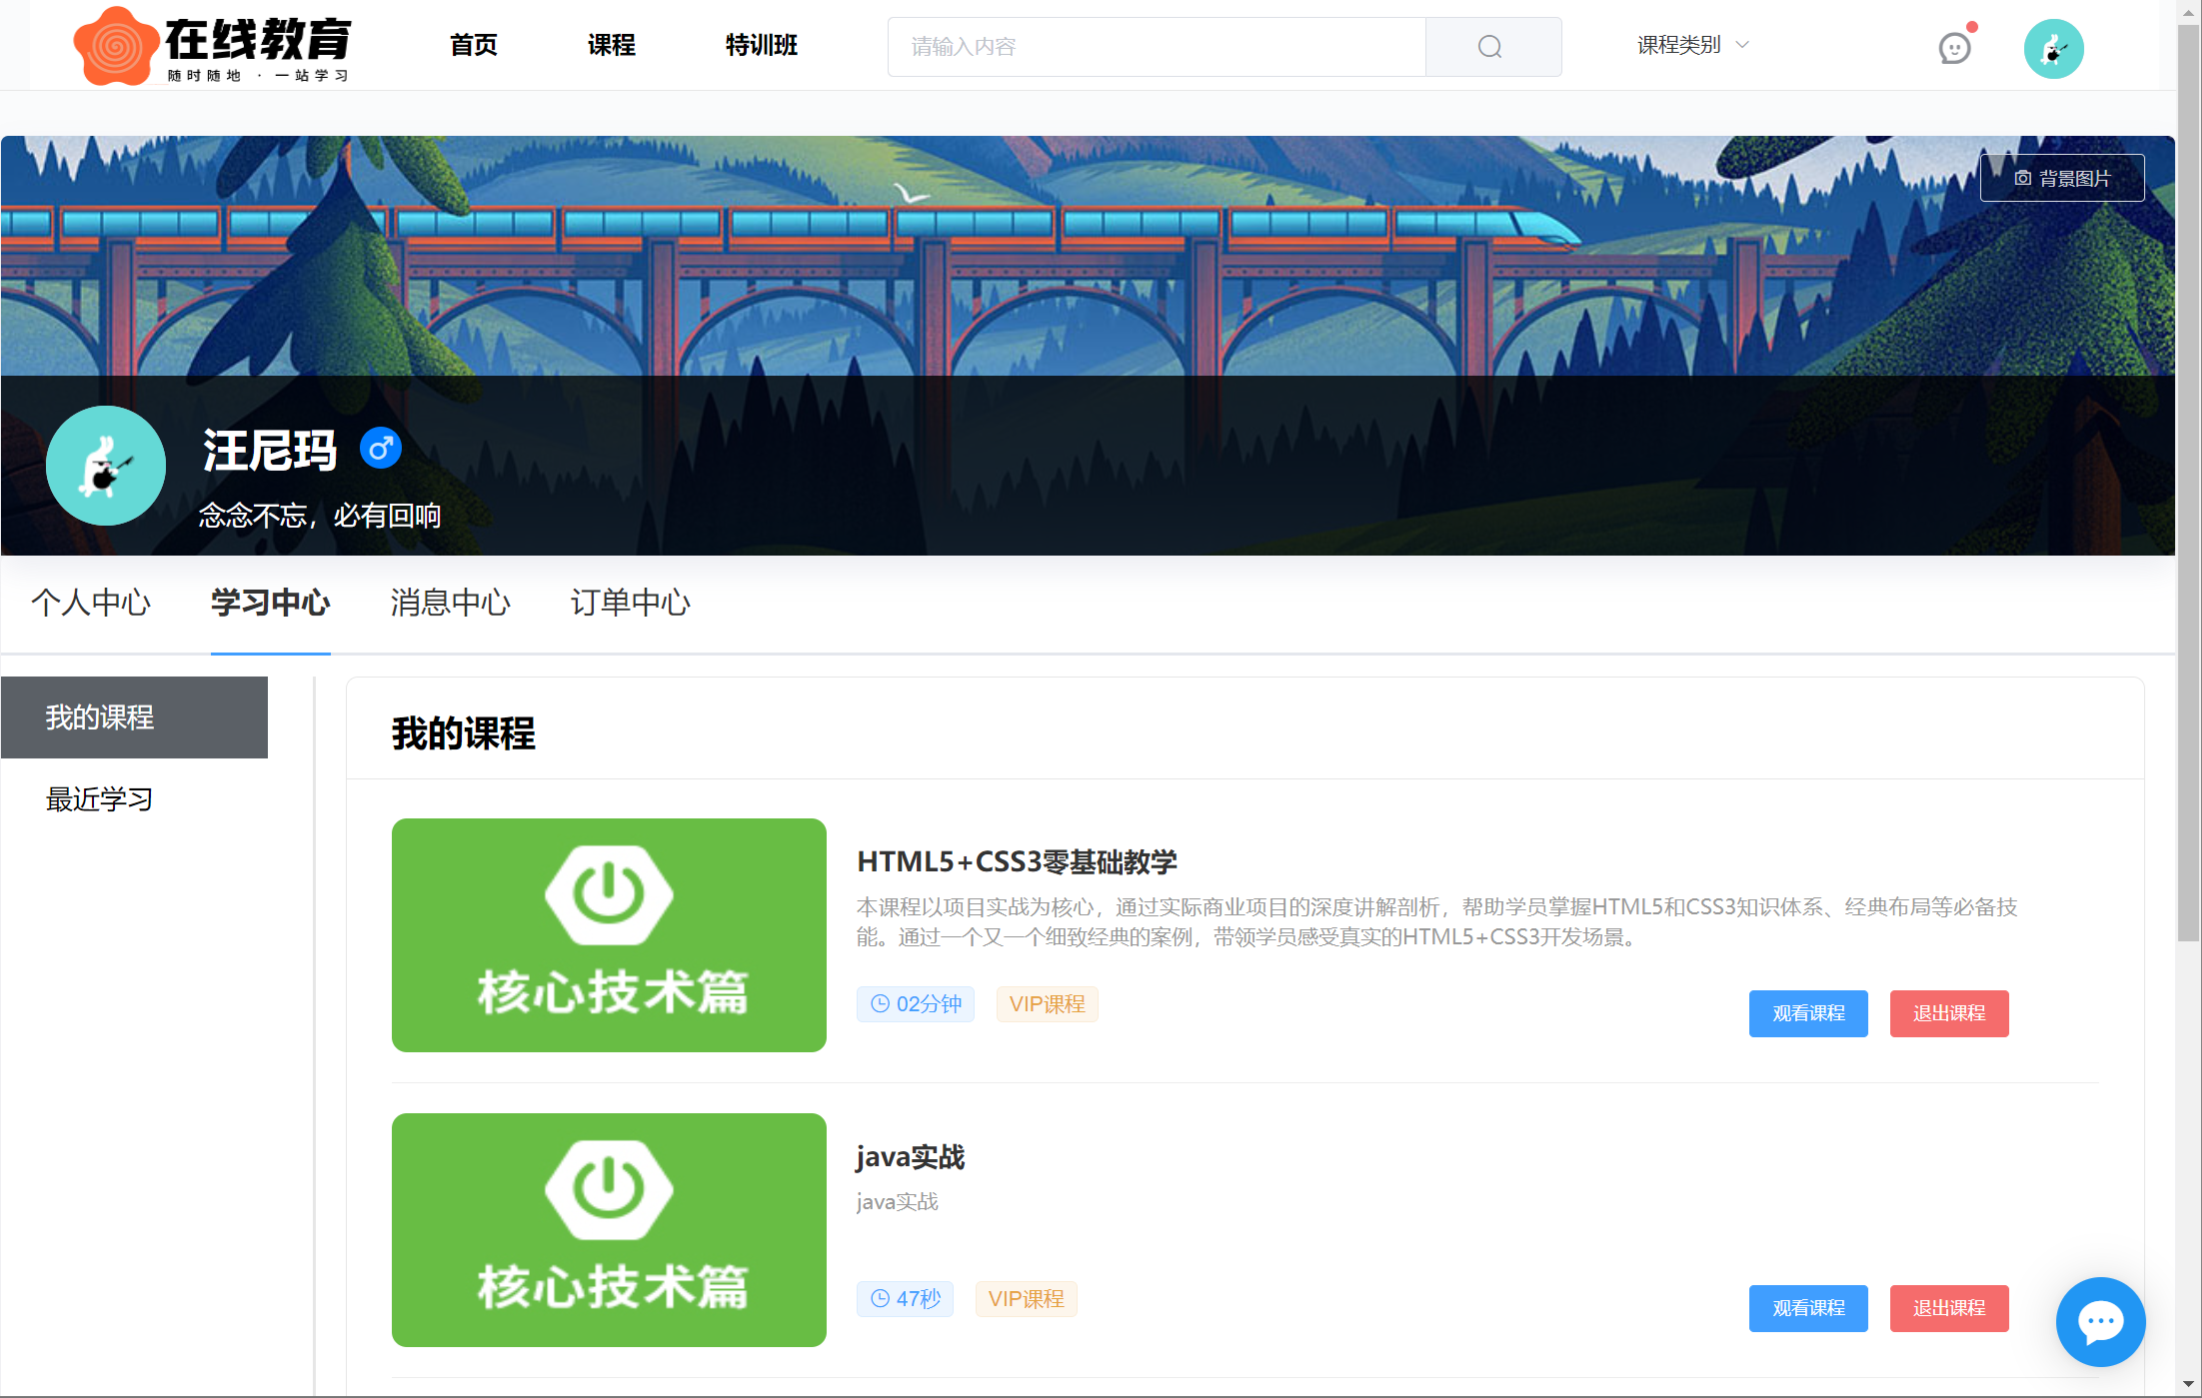 在线教育
随时随地 · 一站学习
首页
课程
特训班
请输入内容
课程类别
背景图片
汪尼玛
念念不忘，必有回响
个人中心
学习中心
消息中心
订单中心
我的课程
最近学习
我的课程
核心技术篇
HTML5+CSS3零基础教学
本课程以项目实战为核心，通过实际商业项目的深度讲解剖析，帮助学员掌握HTML5和CSS3知识体系、经典布局等必备技
能。通过一个又一个细致经典的案例，带领学员感受真实的HTML5+CSS3开发场景。
02分钟
VIP课程
观看课程
退出课程
核心技术篇
java实战
java实战
47秒
VIP课程
观看课程
退出课程